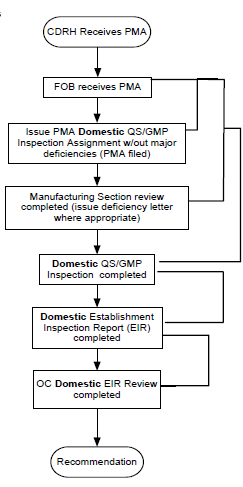 CDRH Receives PMA
FOB receives PMA
Issue PMA Domestic QS/GMP
Inspection Assignment w/out major
deficiencies (PMA filed)
Manufacturing Section review
completed (issue deficiency letter
where appropriate)
Domestic QS/GMP
Inspection completed
Domestic Establishment
Inspection Report (EIR)
completed
OC Domestic EIR Review
completed
Recommendation